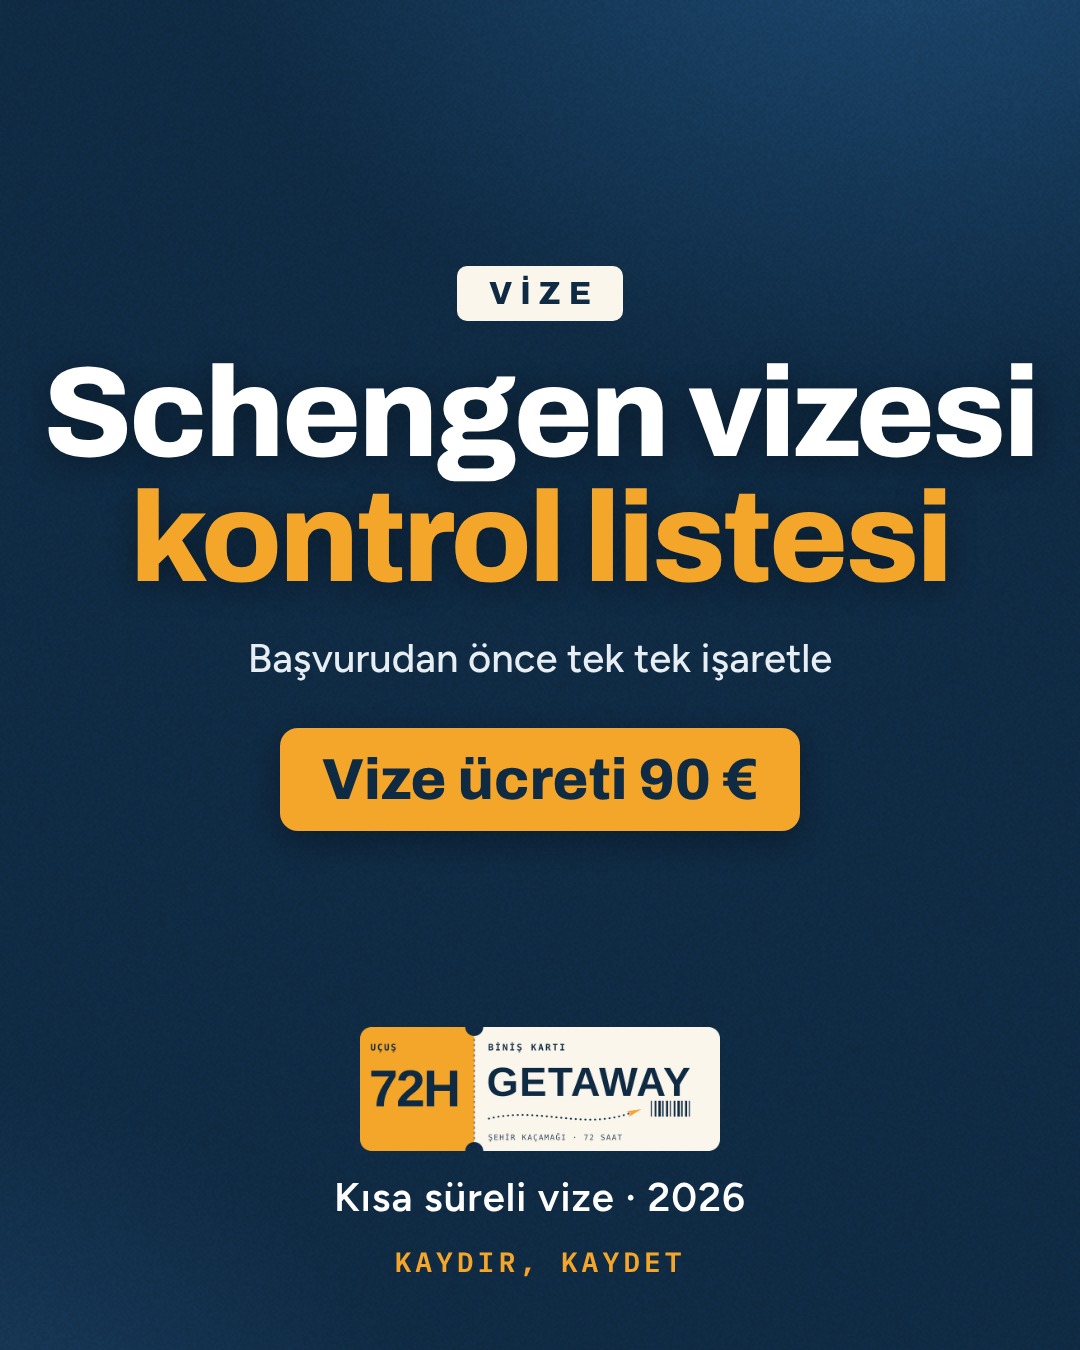 VİZE
Schengen vizesi
kontrol listesi
Başvurudan önce tek tek işaretle
Vize ücreti 90 €
UÇUŞ
72H
BİNİŞ KARTI
GETAWAY
ŞEHİR KAÇAMAĞI · 72 SAAT
Kısa süreli vize · 2026
KAYDIR, KAYDET